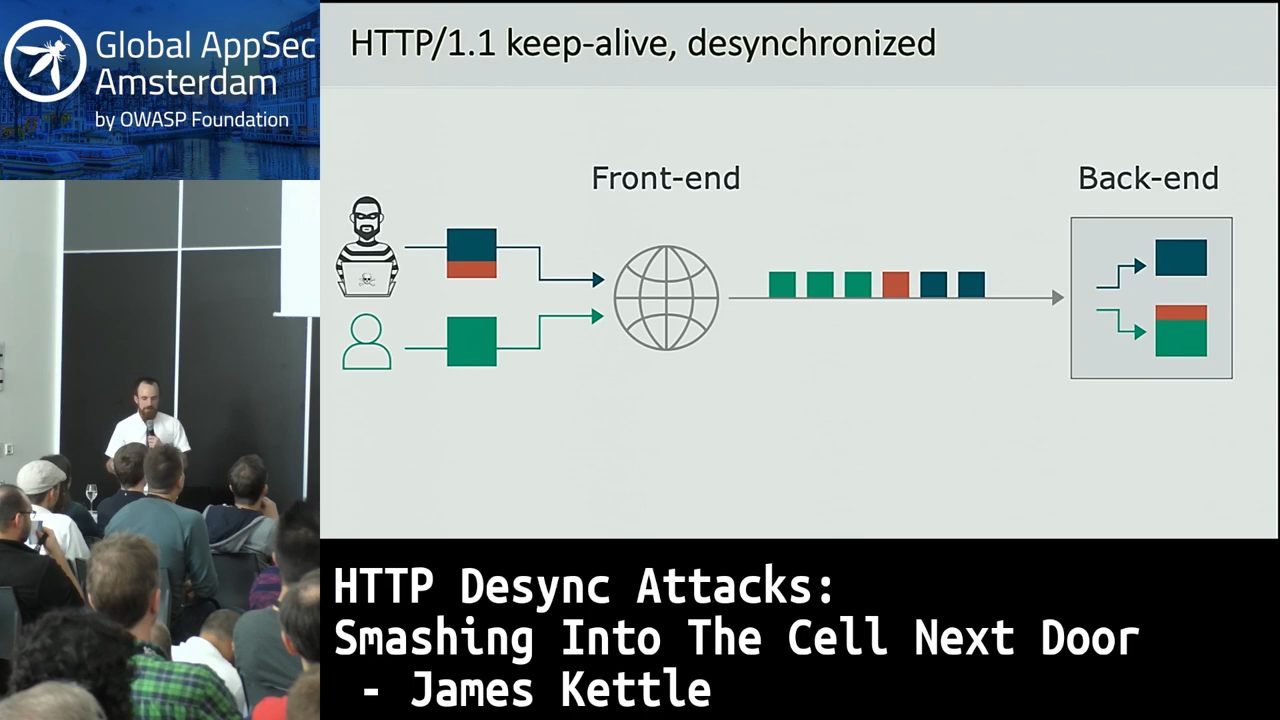 Global AppSec
Amsterdam
by OWASP Foundation
HTTP/1.1 keep-alive, desynchronized
Front-end
Back-end
HTTP Desync Attacks:
Smashing Into The Cell Next Door
- James Kettle